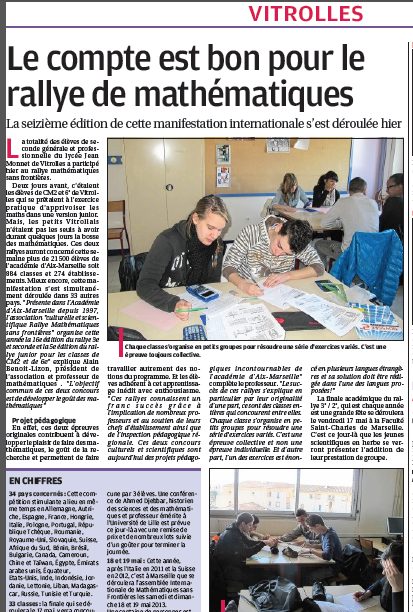 VITROLLES
Le compte est bon pour le
rallye de mathématiques
La seizième édition de cette manifestation internationale s'est déroulée hier
La totalité des élèves de se-
conde générale et profes-
sionnelle du lycée Jean
Monnet de Vitrolles a participé
hier au rallye mathématiques
sans frontières.
Deux jours avant, c'étaient
les élèves de CM2 et 6e de Vitrol-
les qui se prêtaient à l'exercice
pratique d'apprivoiser les
maths dans une version junior.
Mais, les petits Vitrollais
n'étaient pas les seuls à avoir
durant quelques jours la bosse
des mathématiques. Ces deux
rallyes auront concerné cette se-
maine plus de 21 500 élèves de
l'académie d'Aix-Marseille soit
884 classes et 274 établisse-
ments. Mieux encore, cette ma-
nifestation s'est simultané-
ment déroulée dans 33 autres
pays. "Présente dans l'Académie
d'Aix-Marseille depuis 1997,
l'association "culturelle et scien-
tifique Rallye Mathématiques
sans frontières" organise cette
année la 16e édition du rallye 3e
et seconde et la 5e édition du ral-
lye junior pour les classes de
CM2 et de 6e" explique Alain
Benoit-Lizon, président de
l'association et professeur de
mathématiques . "L'objectif
commun de ces deux concours
est de développer le goût des ma-
thématiques"
Projet pédagogique
En effet, ces deux épreuves
originales contribuent à déve-
lopper le plaisir de faire des ma-
thématiques, le goût de la re-
cherche et permettent de faire
Chaque classe s'organise en petits groupes pour résoudre une série d'exercices variés. C'est une
épreuve toujours collective.
travailler autrement des no-
tions du programme. Et les élè-
ves adhèrent à cet apprentissa-
ge inédit avec enthousiasme.
"Ces rallyes connaissent un
franc succès grâce à
l'implication de nombreux pro-
fesseurs et au soutien de leurs
chefs d'établissement ainsi que
de l'inspection pédagogique ré-
gionale. Ces deux concours
culturels et scientifiques sont
aujourd'hui des projets pédago-
giques incontournables de
l'académie d'Aix-Marseille"
complète le professeur. "Le suc-
cès de ces rallyes s'explique en
particulier par leur originalité
d'une part, ce sont des classes en-
tières qui concourent entre elles.
Chaque classe s'organise en pe-
tits groupes pour résoudre une
série d'exercices variés. C'est une
épreuve collective et non une
épreuve individuelle. Et d'autre
part, l'un des exercices est énon-
cé en plusieurs langues étrangè-
res et sa solution doit être rédi-
gée dans l'une des langues pro-
posées!"
La finale académique du ral-
lye 3e / 2e, qui est chaque année
est une grande fête se déroulera
le vendredi 17 mai à la Faculté
Saint-Charles de Marseille.
C'est ce jour-là que les jeunes
scientifiques en herbe se ver-
ront présenter l'addition de
leur prestation de groupe.
EN CHIFFRES
34 pays concernés : Cette com-
pétition stimulante a lieu en mê-
me temps en Allemagne, Autri-
che, Espagne, France, Hongrie,
Italie, Pologne, Portugal, Répu-
blique Tchèque, Roumanie,
Royaume-Uni, Slovaquie, Suisse,
Afrique du Sud, Bénin, Brésil,
Bulgarie, Canada, Cameroun,
Chine et Taïwan, Égypte, Émirats
arabes unis, Équateur,
Etats-Unis, Inde, Indonésie, Jor-
danie, Lettonie, Liban, Madagas-
car, Russie, Tunisie et Turquie.
33 classes: la finale qui se dé-
cune par 3 élèves. Une conféren-
ce de Ahmed Djebbar, historien
des sciences et des mathémati-
ques et professeur émérite à
l'Université de Lille est prévue
ce jour-là avec une remise de
prix et de nombreux lots suivie
d'un goûter pour terminer la
journée.
18 et 19 mai : Cette année,
après l'Italie en 2011 et la Suisse
en 2012, c'est à Marseille que se
déroulera l'assemblée générale
internationale de Mathématiques sans
Frontières les samedi et diman-
che 18 et 19 mai 2013.